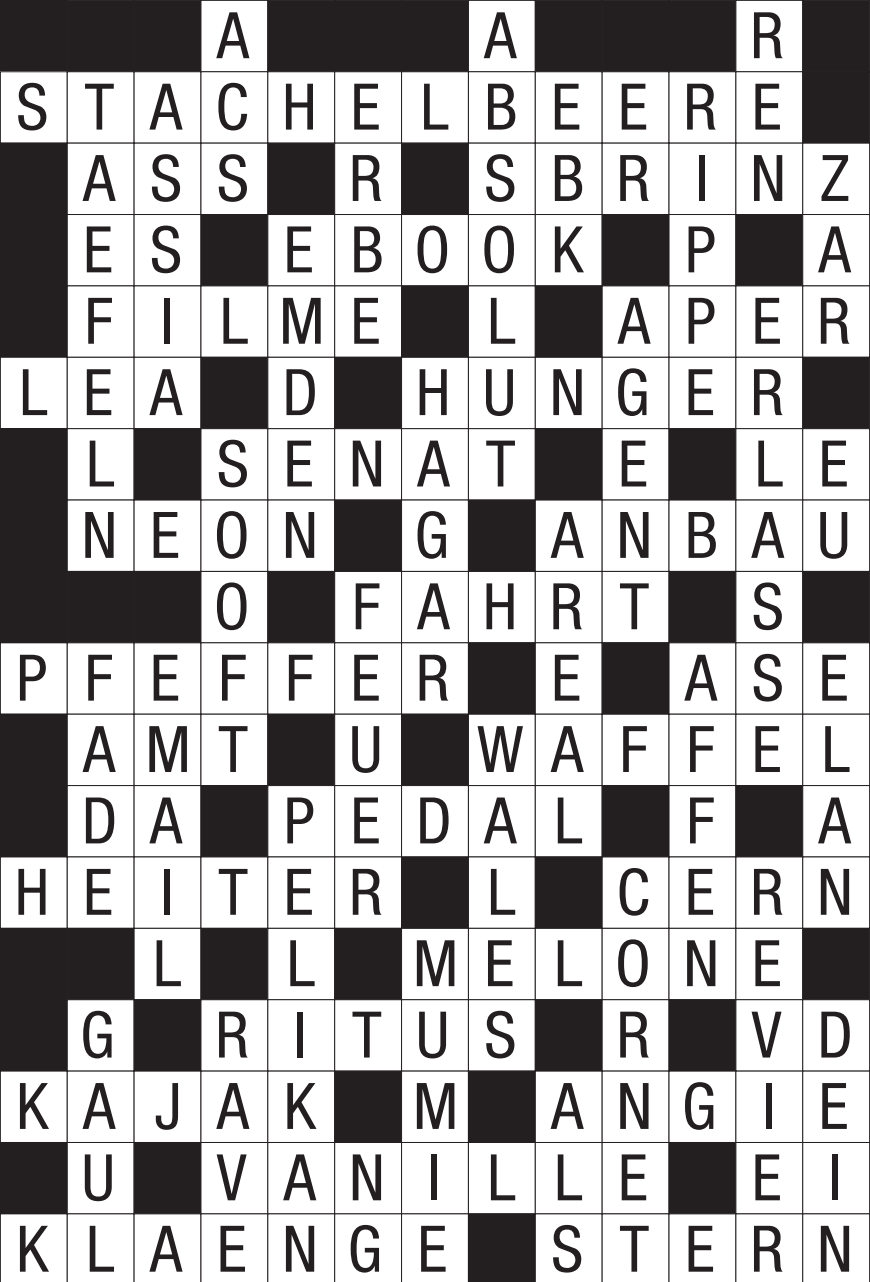 A A R
STACHELBEERE
ASS R SBRINZ
ES EBOOK P A
FILME L APER
LEA D HUNGER
L SENAT E LE
NEON G ANBAU
O FAHRT S
PFEFFER E ASE
AMT U WAFFEL
DA PEDAL F A
HEITER L CERN
L L MELONE
G RITUS R VD
KAJAK M ANGIE
U VANILLE EI
KLAENGE STERN